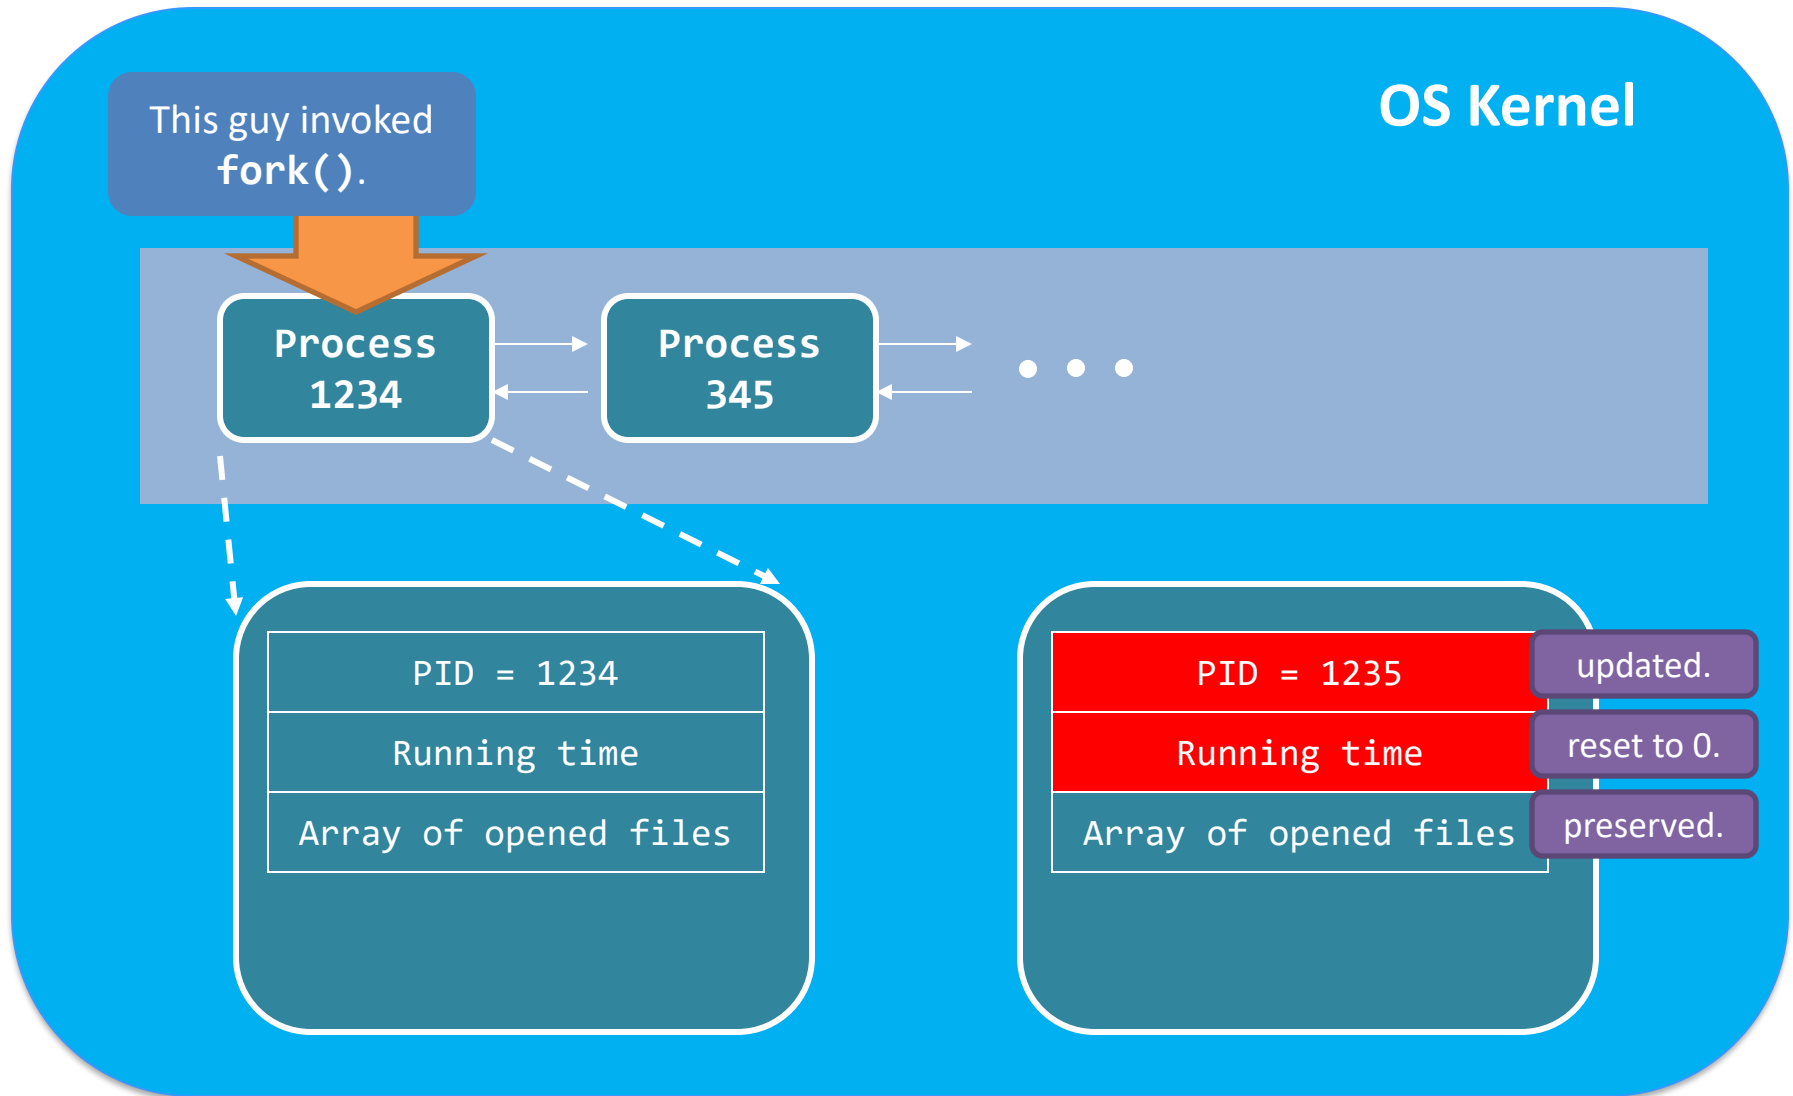 This guy invoked
fork().
OS Kernel
Process
1234
Process
345
PID = 1234
Running time
Array of opened files
PID = 1235
updated.
Running time
reset to 0.
Array of opened files
preserved.